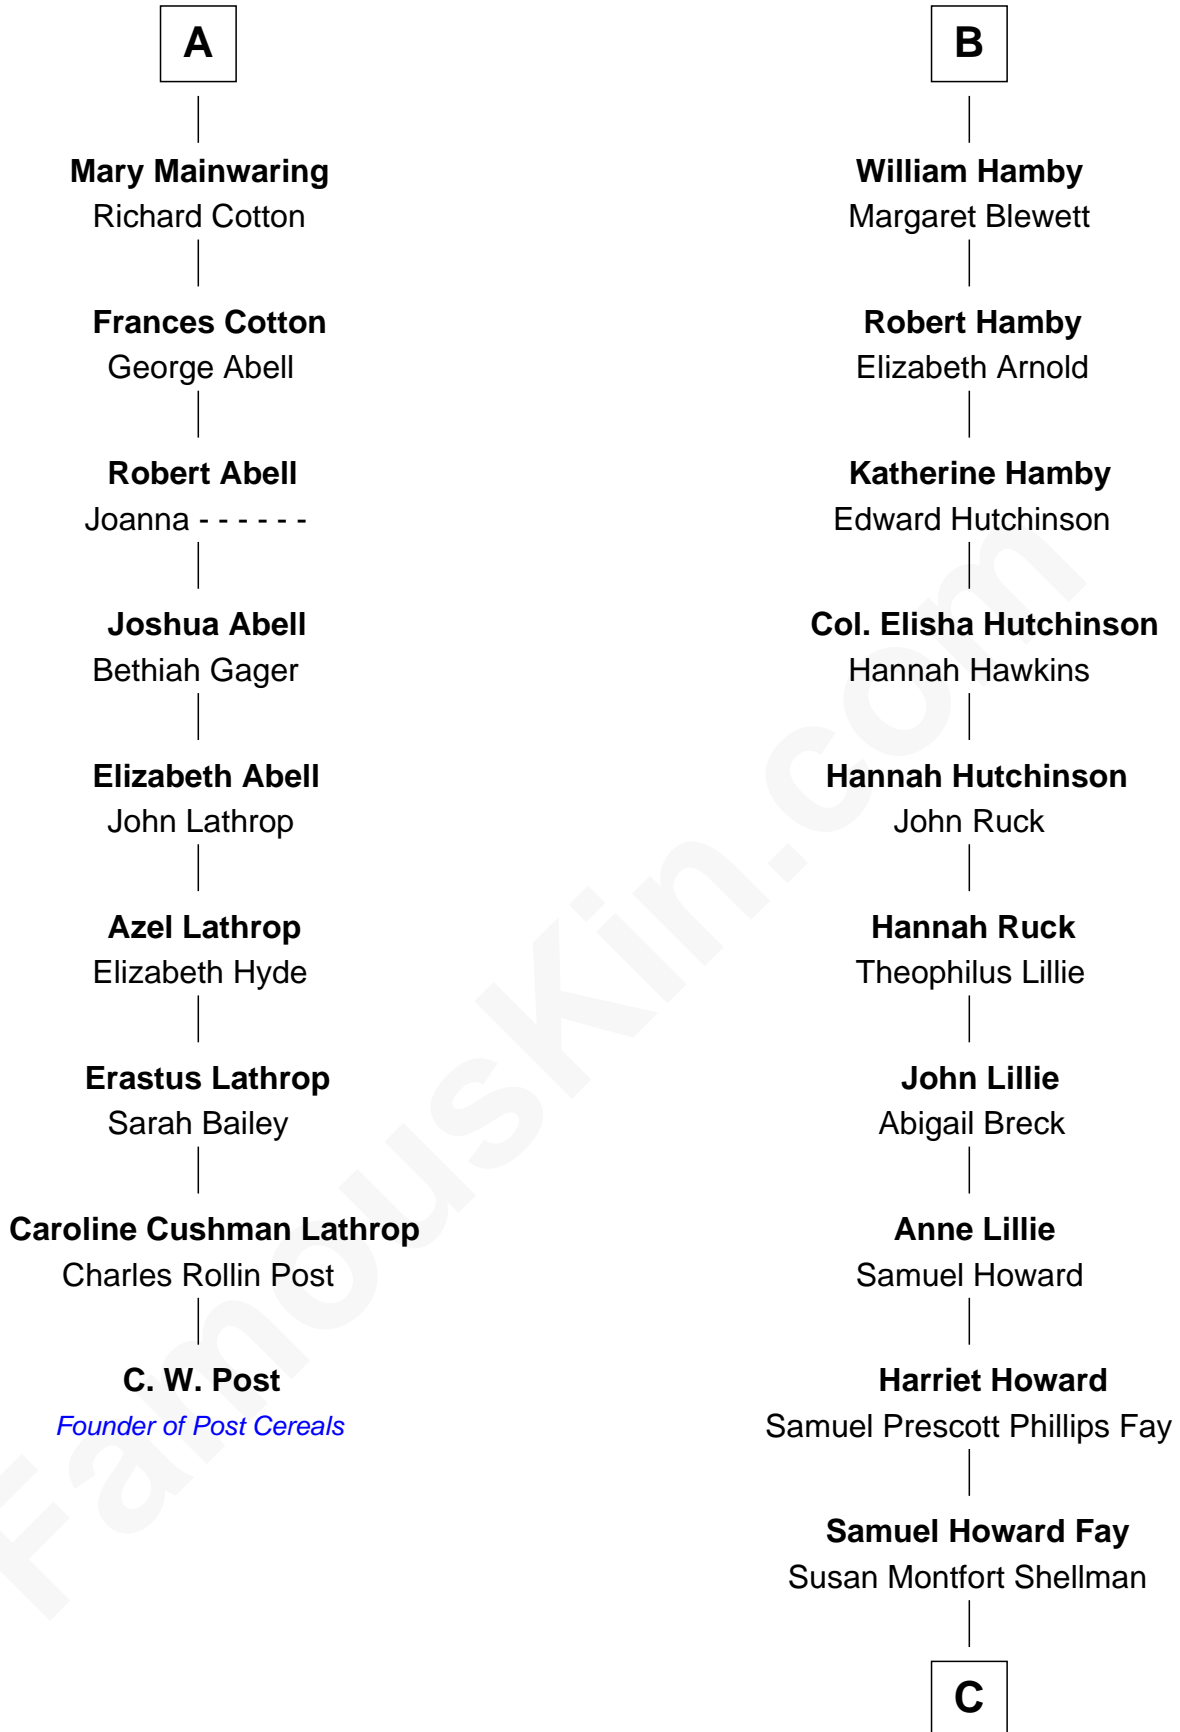 A
Mary Mainwaring
Richard Cotton
Frances Cotton
George Abell
Robert Abell
Joanna - - - - - -
Joshua Abell
Bethiah Gager
Elizabeth Abell
John Lathrop
Azel Lathrop
Elizabeth Hyde
Erastus Lathrop
Sarah Bailey
Caroline Cushman Lathrop
Charles Rollin Post
C. W. Post
Founder of Post Cereals
B
William Hamby
Margaret Blewett
Robert Hamby
Elizabeth Arnold
Katherine Hamby
Edward Hutchinson
Col. Elisha Hutchinson
Hannah Hawkins
Hannah Hutchinson
John Ruck
Hannah Ruck
Theophilus Lillie
John Lillie
Abigail Breck
Anne Lillie
Samuel Howard
Harriet Howard
Samuel Prescott Phillips Fay
Samuel Howard Fay
Susan Montfort Shellman
C
FamousKin.com